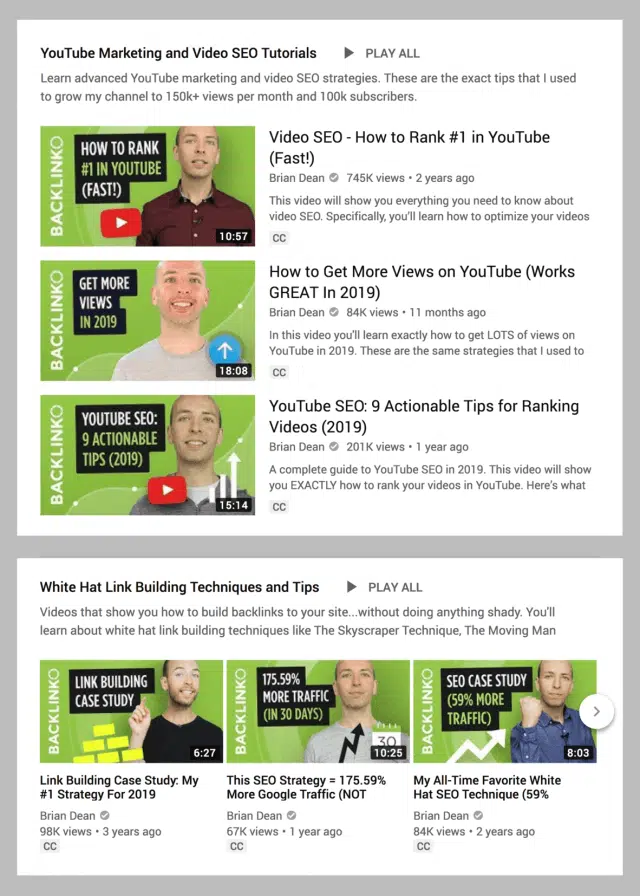 YouTube Marketing and Video SEO Tutorials
PLAY ALL
Learn advanced YouTube marketing and video SEO strategies. These are the exact tips that I used
to grow my channel to 150k+ views per month and 100k subscribers.
BACKLINKO
HOW TO RANK
#1 IN YOUTUBE
(FAST!)
10:57
Video SEO - How to Rank #1 in YouTube
(Fast!)
Brian Dean 745K views • 2 years ago
This video will show you everything you need to know about
video SEO. Specifically, you'll learn how to optimize your videos
CC
BACKLINKO
GET MORE
VIEWS
IN 2019
18:08
How to Get More Views on YouTube (Works
GREAT In 2019)
Brian Dean 84K views • 11 months ago
In this video you'll learn exactly how to get LOTS of views on
YouTube in 2019. These are the same strategies that I used to
CC
BACKLINKO
YOUTUBE SEO:
9 ACTIONABLE
TIPS (2019)
15:14
YouTube SEO: 9 Actionable Tips for Ranking
Videos (2019)
Brian Dean 201K views • 1 year ago
A complete guide to YouTube SEO in 2019. This video will show
you EXACTLY how to rank your videos in YouTube. Here's what
CC
White Hat Link Building Techniques and Tips
PLAY ALL
Videos that show you how to build backlinks to your site...without doing anything shady. You'll
learn about white hat link building techniques like The Skyscraper Technique, The Moving Man
BACKLINKO
LINK BUILDING
CASE STUDY
6:27
Link Building Case Study: My
#1 Strategy For 2019
Brian Dean
98K views • 3 years ago
CC
BACKLINKO
175.59%
MORE TRAFFIC
(IN 30 DAYS)
30
10:25
This SEO Strategy = 175.59%
More Google Traffic (NOT
Brian Dean
67K views • 1 year ago
CC
BACKLINKO
SEO CASE STUDY
(59% MORE
TRAFFIC)
8:03
My All-Time Favorite White
Hat SEO Technique (59%
Brian Dean
84K views • 2 years ago
CC